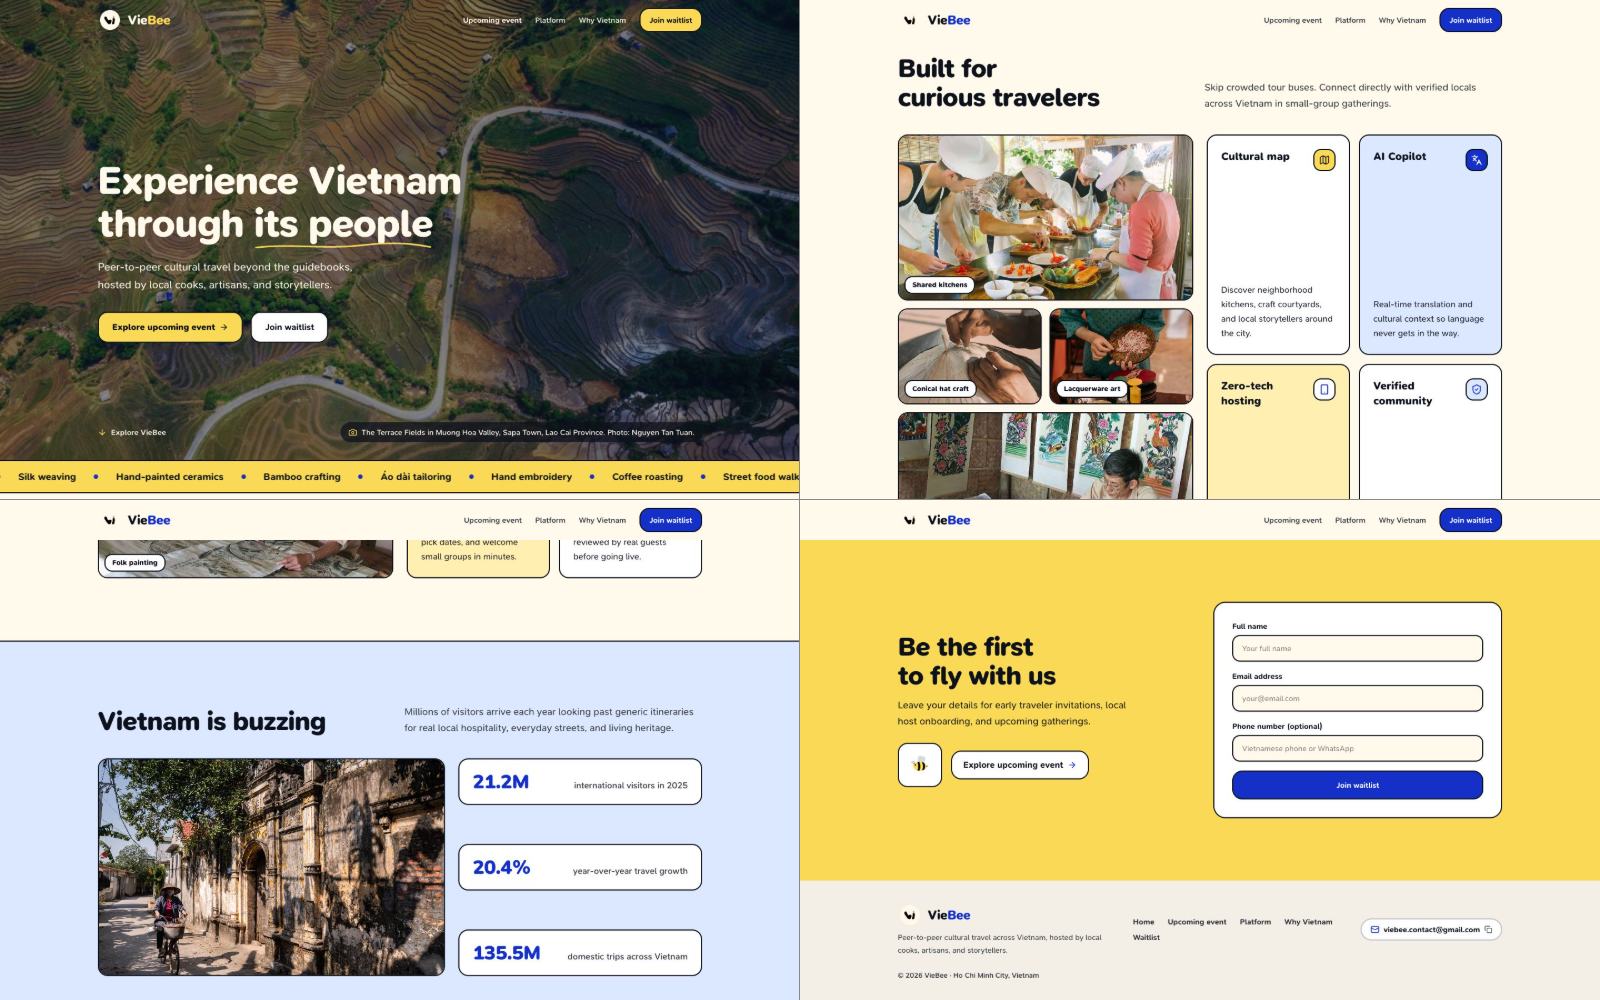 VieBee
Upcoming event
Platform
Why Vietnam
Join waitlist
Experience Vietnam
through its people
Peer-to-peer cultural travel beyond the guidebooks,
hosted by local cooks, artisans, and storytellers.
Explore upcoming event →
Join waitlist
Explore VieBee
The Terrace Fields in Muong Hoa Valley, Sapa Town, Lao Cai Province. Photo: Nguyen Tan Tuan.
Silk weaving • Hand-painted ceramics • Bamboo crafting • Áo dài tailoring • Hand embroidery • Coffee roasting • Street food walk
VieBee
Upcoming event
Platform
Why Vietnam
Join waitlist
Built for
curious travelers
Skip crowded tour buses. Connect directly with verified locals
across Vietnam in small-group gatherings.
Shared kitchens
Conical hat craft
Lacquerware art
Cultural map
Discover neighborhood
kitchens, craft courtyards,
and local storytellers around
the city.
AI Copilot
Real-time translation and
cultural context so language
never gets in the way.
Zero-tech
hosting
Verified
community
VieBee
Upcoming event
Platform
Why Vietnam
Join waitlist
Folk painting
pick dates, and welcome
small groups in minutes.
reviewed by real guests
before going live.
Vietnam is buzzing
Millions of visitors arrive each year looking past generic itineraries
for real local hospitality, everyday streets, and living heritage.
21.2M
international visitors in 2025
20.4%
year-over-year travel growth
135.5M
domestic trips across Vietnam
VieBee
Upcoming event
Platform
Why Vietnam
Join waitlist
Be the first
to fly with us
Leave your details for early traveler invitations, local
host onboarding, and upcoming gatherings.
Explore upcoming event →
Full name
Your full name
Email address
your@email.com
Phone number (optional)
Vietnamese phone or WhatsApp
Join waitlist
VieBee
Peer-to-peer cultural travel across Vietnam, hosted by local
cooks, artisans, and storytellers.
© 2026 VieBee · Ho Chi Minh City, Vietnam
Home
Upcoming event
Platform
Why Vietnam
Waitlist
viebee.contact@gmail.com